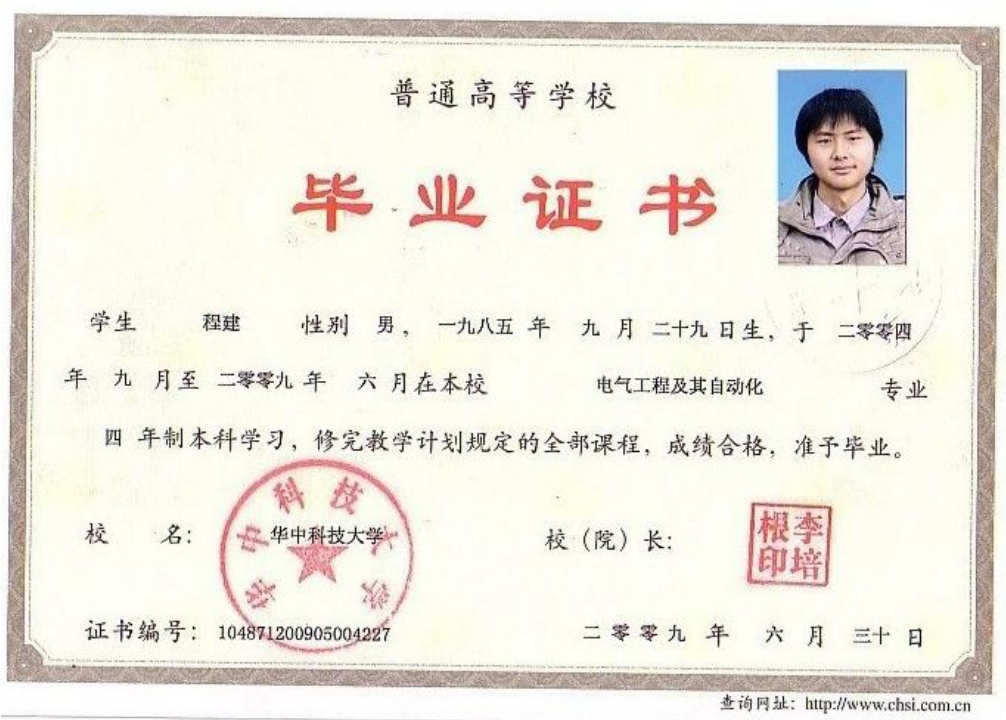 普通高等学校
毕业证书
学生 程建 性别 男，一九八五 年 九 月 二十九 日生，于 二零零四
年 九 月至 二零零九 年 六 月在本校 电气工程及其自动化 专业
四 年制本科学习，修完教学计划规定的全部课程，成绩合格，准予毕业。
华中科技大学
校 名： 华中科技大学 校（院）长：
李培根印
证书编号： 104871200905004227 二零零九 年 六 月 三十 日
查询网址：http://www.chsi.com.cn